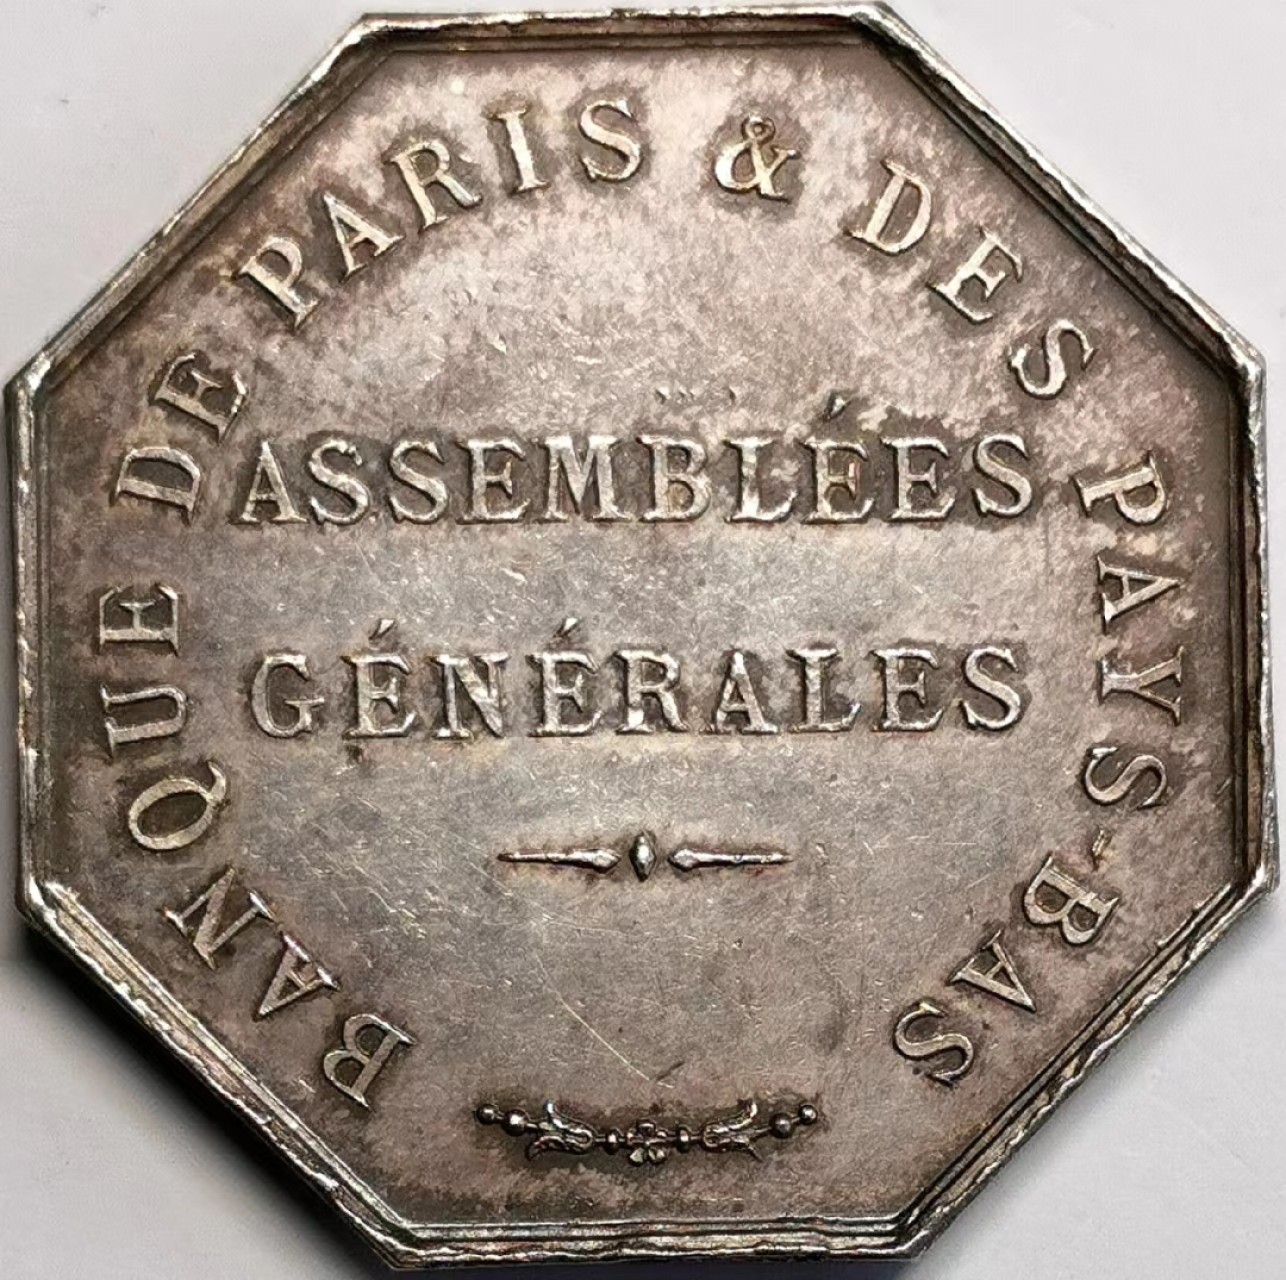 BANQUE DE PARIS & DES PAYS-BAS
ASSEMBLÉES
GÉNÉRALES